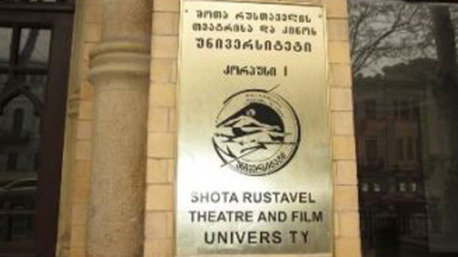 შოთა რუსთაველის
თეატრისა და კინოს
უნივერსიტეტი
კორპუსი I
SHOTA RUSTAVEL
THEATRE AND FILM
UNIVERS TY